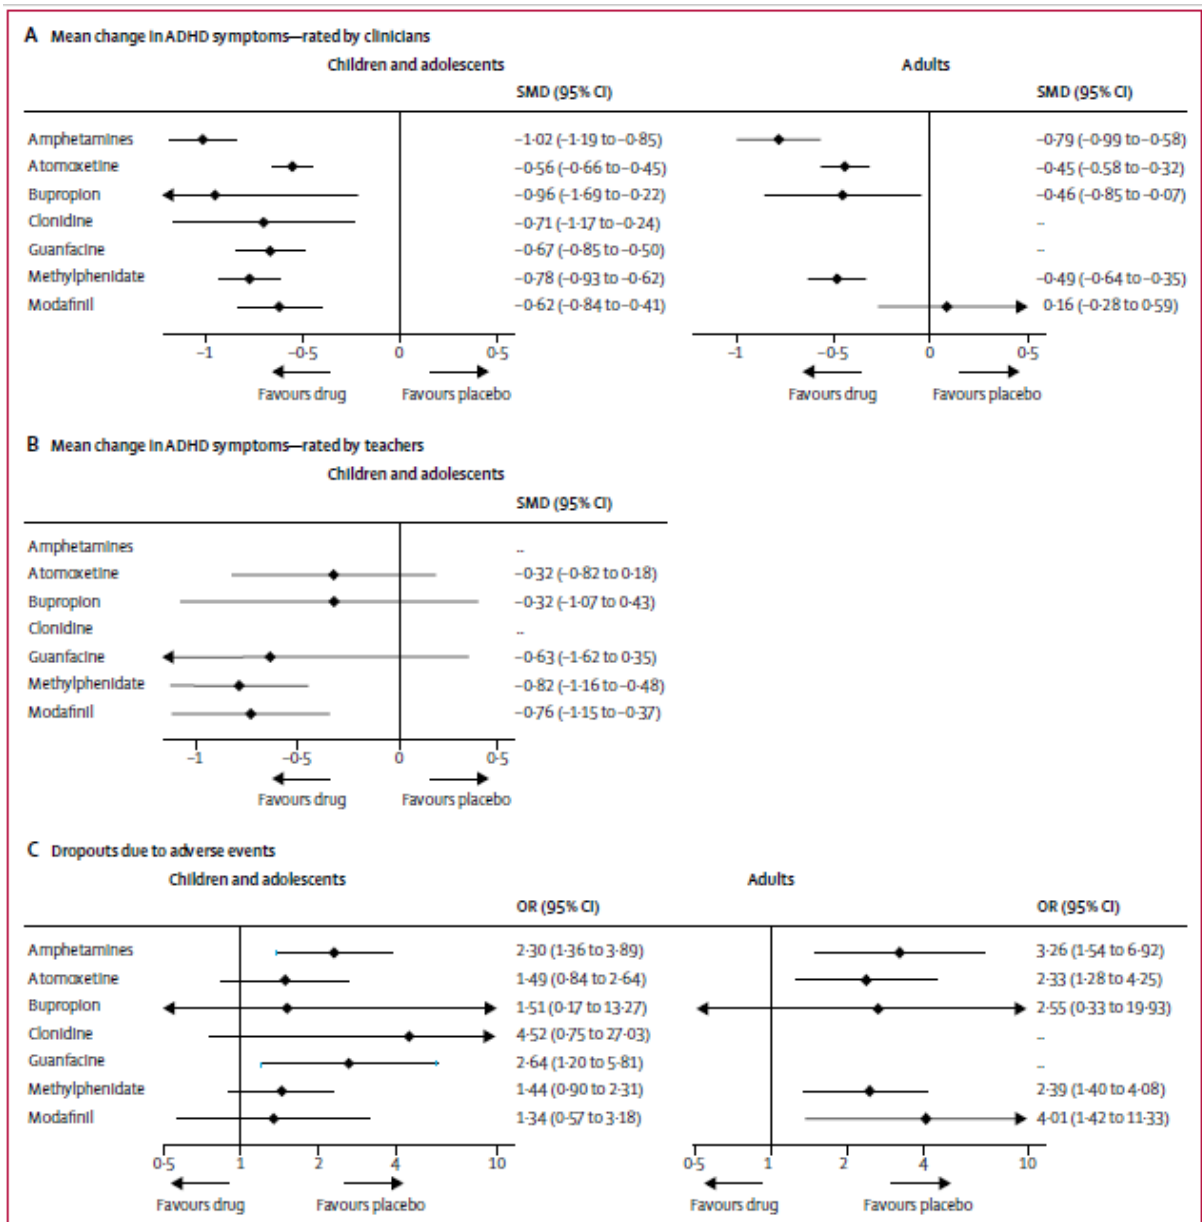 A Mean change in ADHD symptoms—rated by clinicians
Children and adolescents Adults
SMD (95% CI) SMD (95% CI)
Amphetamines −1·02 (−1·19 to −0·85) −0·79 (−0·99 to −0·58)
Atomoxetine −0·56 (−0·66 to −0·45) −0·45 (0.58 to −0·32)
Bupropion −0·96 (−1·69 to −0·22) −0·46 (−0·85 to −0·07)
Clonidine −0·71 (−1·17 to −0·24) ..
Guanfacine −0·67 (−0·85 to −0·50) ..
Methylphenidate −0·78 (−0·93 to −0·62) −0·49 (−0·64 to −0·35)
Modafinil −0·62 (−0·84 to −0·41) 0·16 (−0·28 to 0·59)
−1 −0·5 0 0·5 −1 −0·5 0 0·5
Favours drug Favours placebo Favours drug Favours placebo
B Mean change in ADHD symptoms—rated by teachers
Children and adolescents
SMD (95% CI)
Amphetamines ..
Atomoxetine −0·32 (−0·82 to 0·18)
Bupropion −0·32 (−1·07 to 0·43)
Clonidine ..
Guanfacine −0·63 (−1·62 to 0·35)
Methylphenidate −0·82 (−1·16 to −0·48)
Modafinil −0·76 (−1·15 to −0·37)
−1 −0·5 0 0·5
Favours drug Favours placebo
C Dropouts due to adverse events
Children and adolescents Adults
OR (95% CI) OR (95% CI)
Amphetamines 2·30 (1·36 to 3·89) 3·26 (1·54 to 6·92)
Atomoxetine 1·49 (0·84 to 2·64) 2·33 (1·28 to 4·25)
Bupropion 1·51 (0·17 to 13·27) 2·55 (0·33 to 19·93)
Clonidine 4·52 (0·75 to 27·03) ..
Guanfacine 2·64 (1·20 to 5·81) ..
Methylphenidate 1·44 (0·90 to 2·31) 2·39 (1·40 to 4·08)
Modafinil 1·34 (0·57 to 3·18) 4·01 (1·42 to 11·33)
0·5 1 2 4 10 0·5 1 2 4 10
Favours drug Favours placebo Favours drug Favours placebo